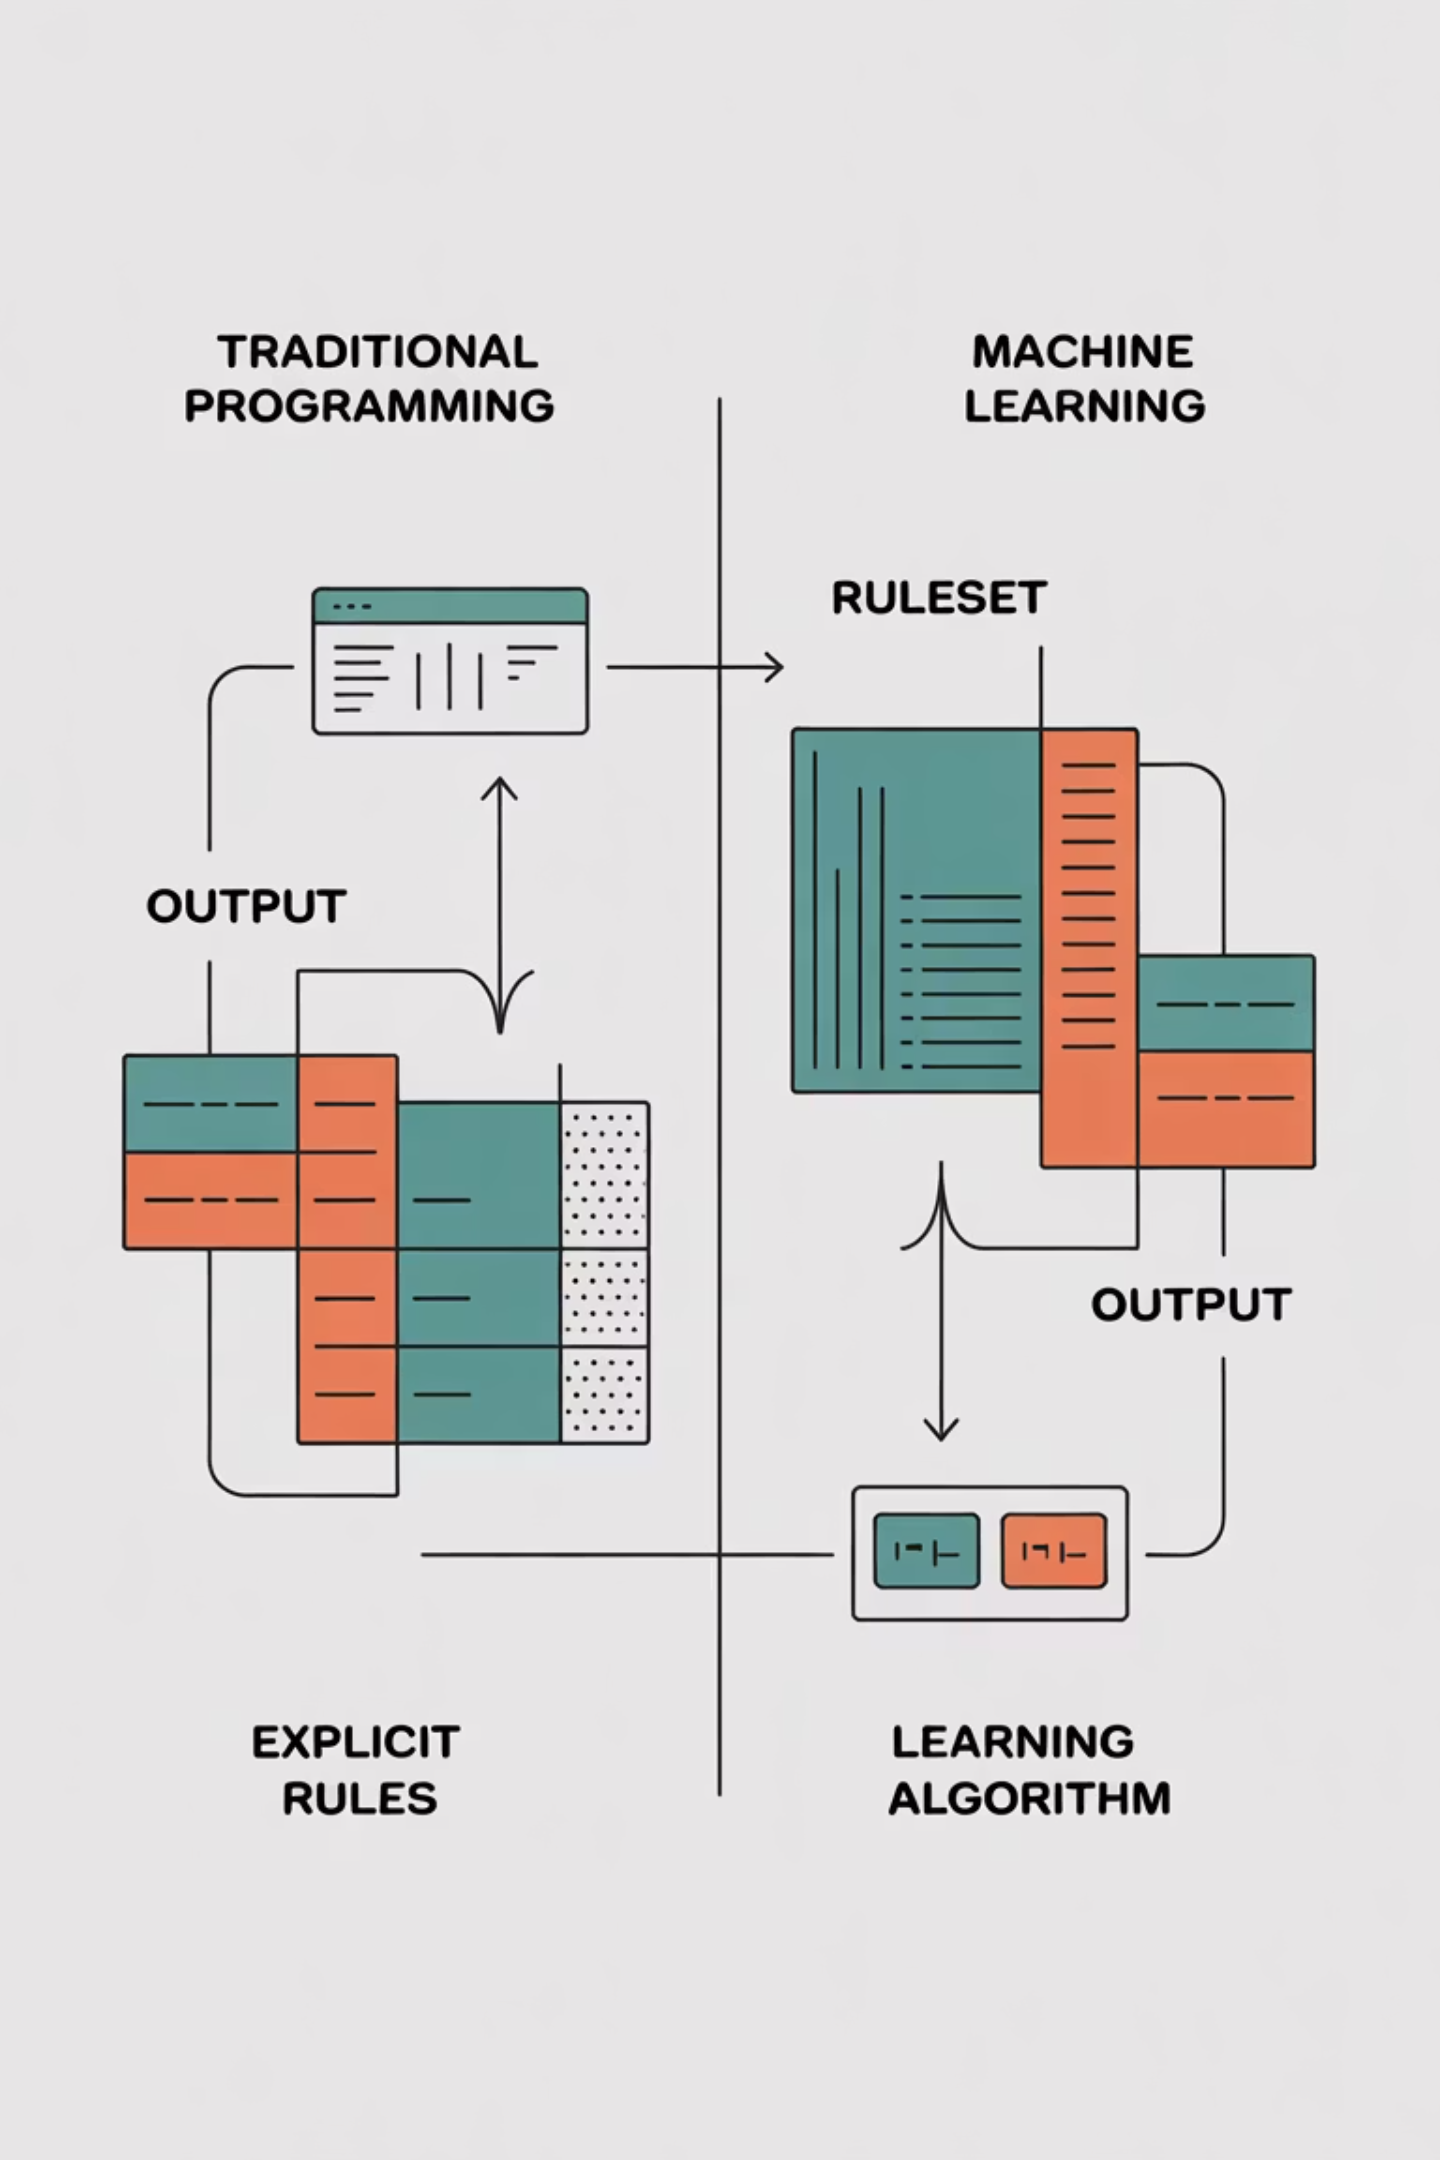 TRADITIONAL
PROGRAMMING
MACHINE
LEARNING
RULESET
OUTPUT
OUTPUT
EXPLICIT
RULES
LEARNING
ALGORITHM